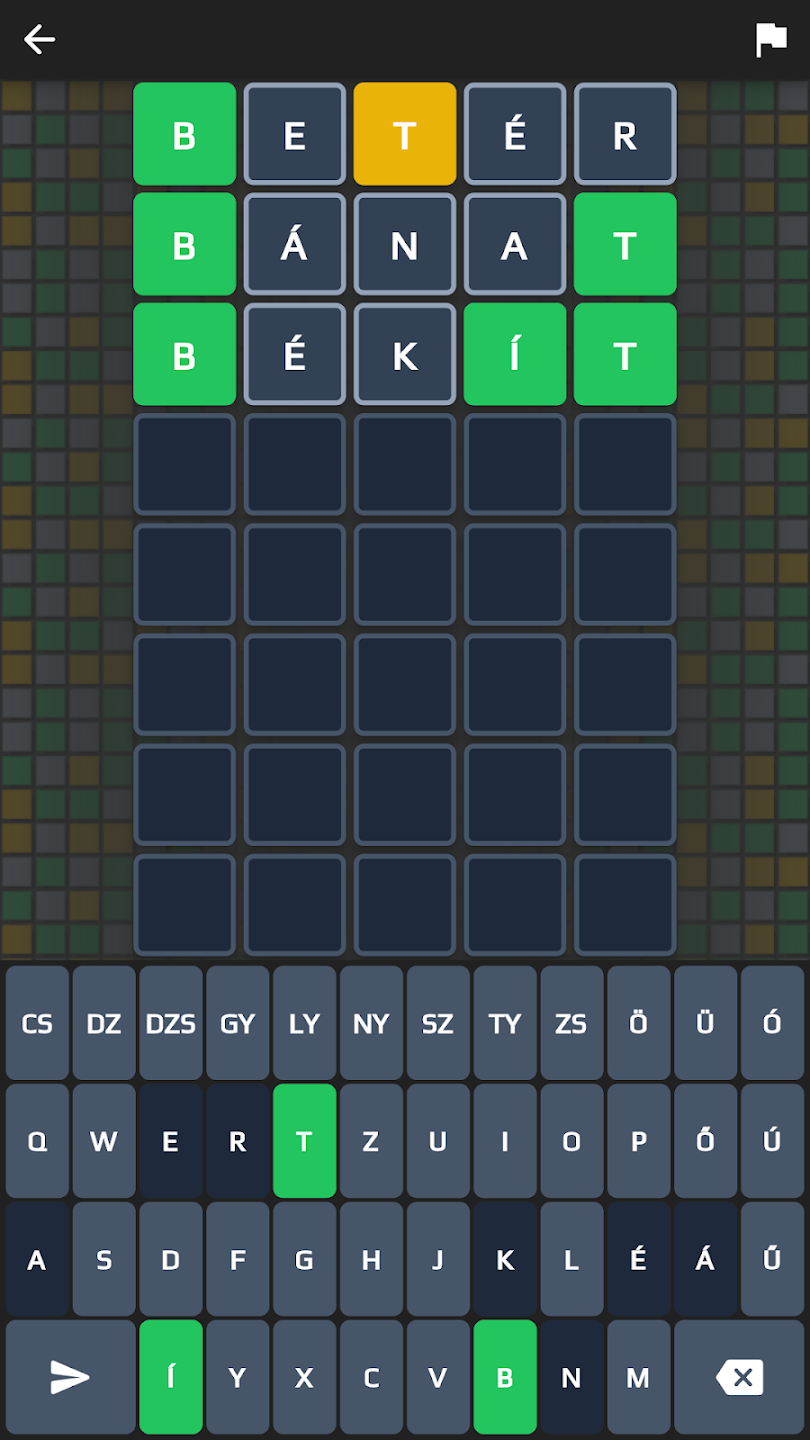 B E T É R
B Á N A T
B É K Í T
CS DZ DZS GY LY NY SZ TY ZS Ö Ü Ó
Q W E R T Z U I O P Ő Ú
A S D F G H J K L É Á Ű
Í Y X C V B N M